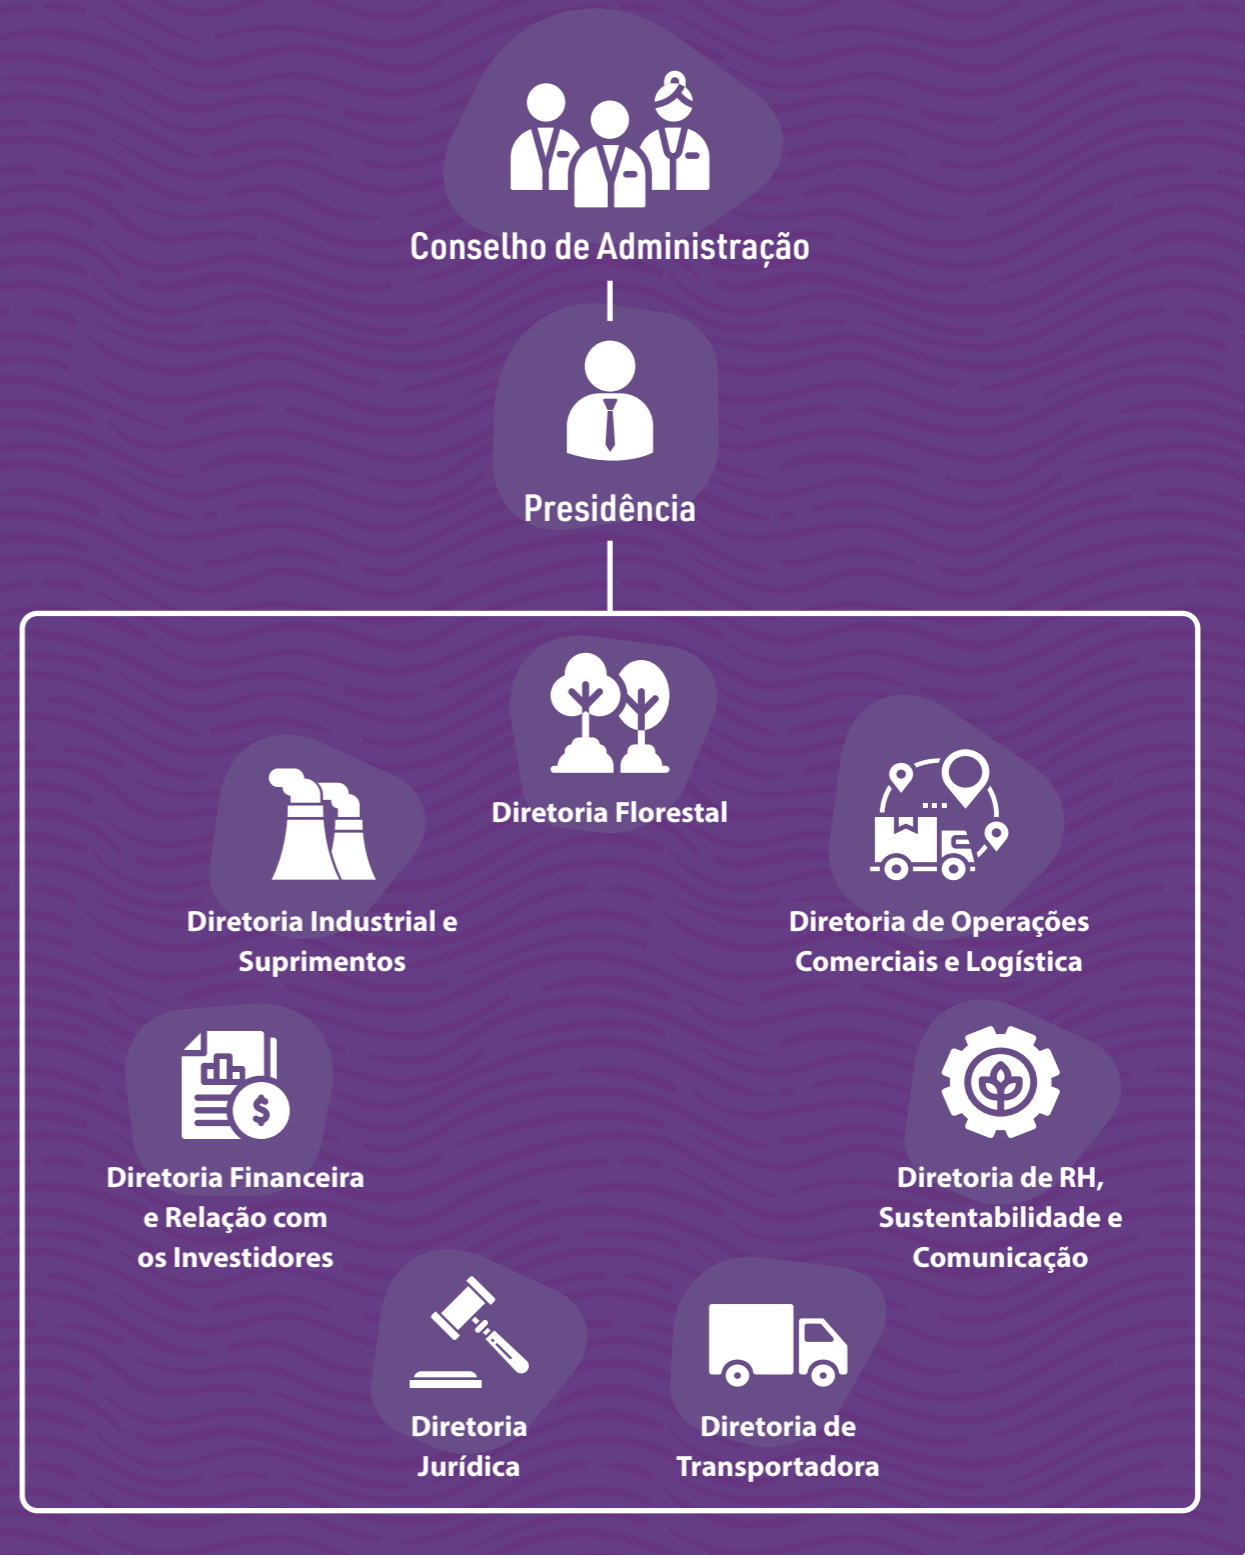 Conselho de Administração
Presidência
Diretoria Florestal
Diretoria Industrial e
Suprimentos
Diretoria de Operações
Comerciais e Logística
Diretoria Financeira
e Relação com
os Investidores
Diretoria de RH,
Sustentabilidade e
Comunicação
Diretoria
Jurídica
Diretoria de
Transportadora